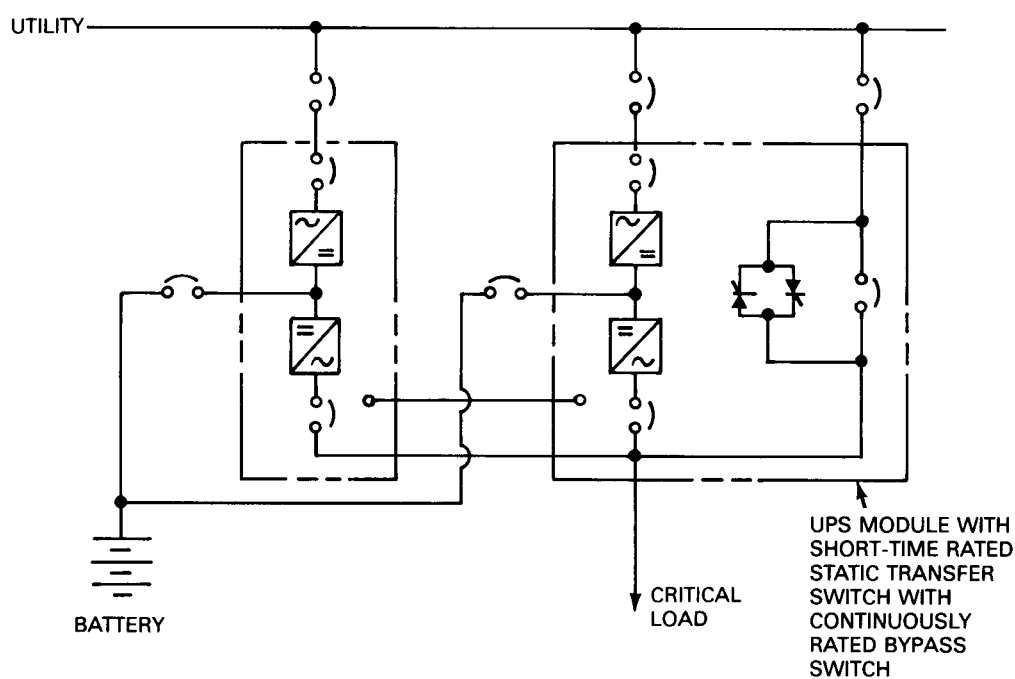 UTILITY
BATTERY
CRITICAL
LOAD
UPS MODULE WITH
SHORT-TIME RATED
STATIC TRANSFER
SWITCH WITH
CONTINUOUSLY
RATED BYPASS
SWITCH